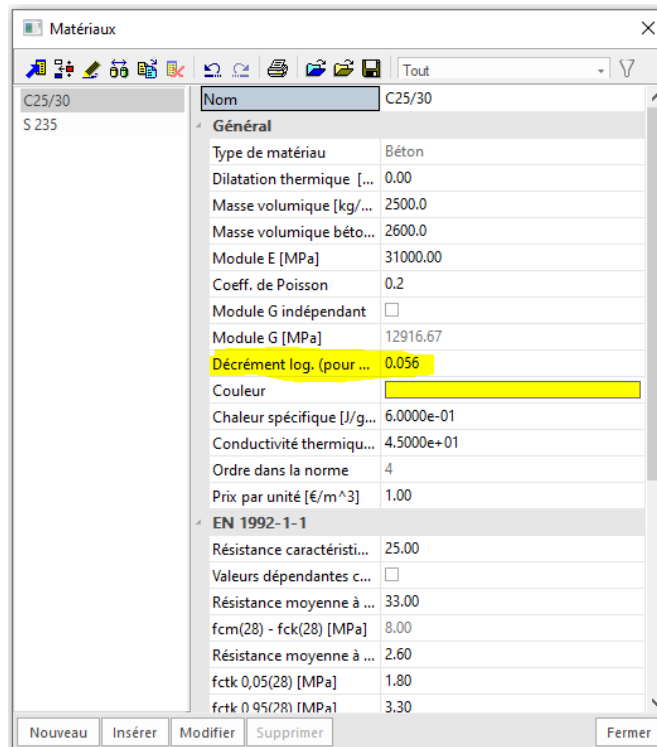 Matériaux
Tout
C25/30
S 235
Nom C25/30
Général
Type de matériau Béton
Dilatation thermique [... 0.00
Masse volumique [kg/... 2500.0
Masse volumique béto... 2600.0
Module E [MPa] 31000.00
Coeff. de Poisson 0.2
Module G indépendant
Module G [MPa] 12916.67
Décrément log. (pour ... 0.056
Couleur
Chaleur spécifique [J/g... 6.0000e-01
Conductivité thermiqu... 4.5000e+01
Ordre dans la norme 4
Prix par unité [€/m^3] 1.00
EN 1992-1-1
Résistance caractéristi... 25.00
Valeurs dépendantes c...
Résistance moyenne à ... 33.00
fcm(28) - fck(28) [MPa] 8.00
Résistance moyenne à ... 2.60
fctk 0,05(28) [MPa] 1.80
fctk 0,95(28) [MPa] 3.30
Nouveau Insérer Modifier Supprimer Fermer